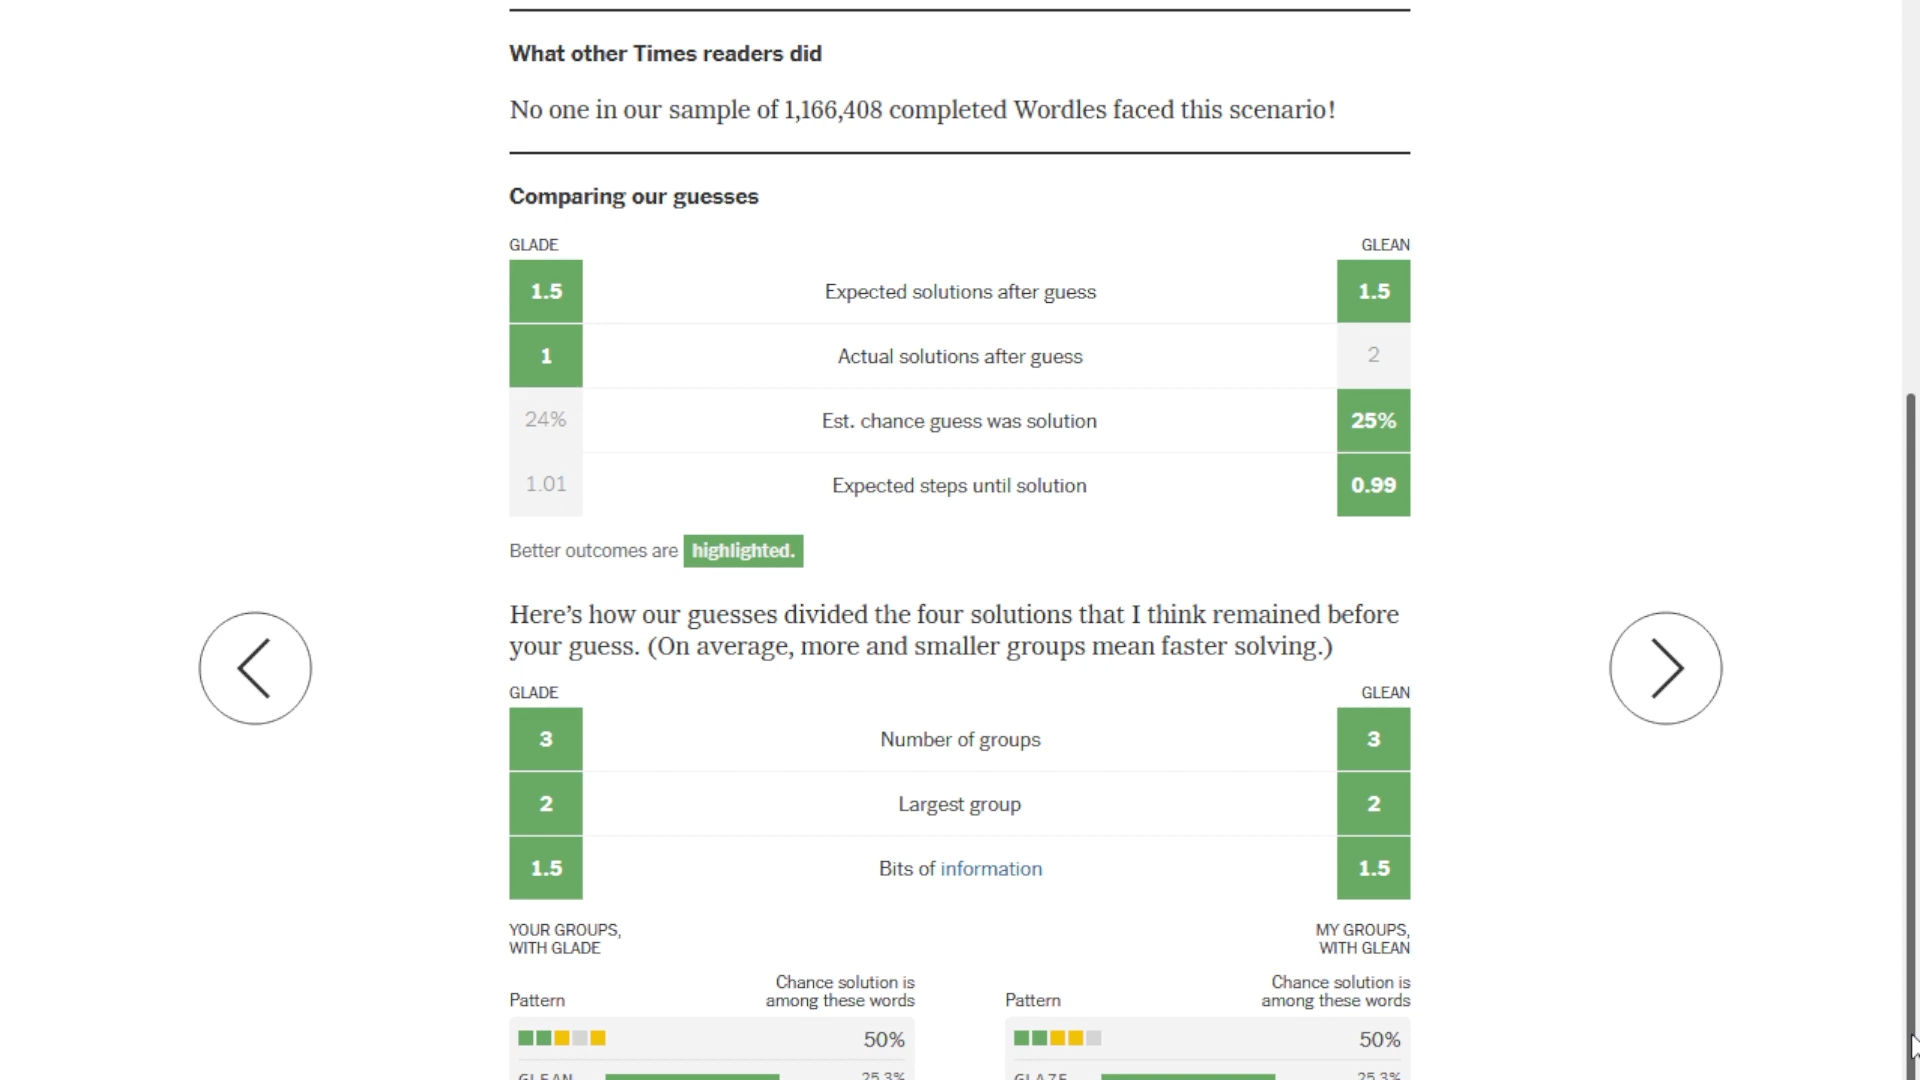 What other Times readers did
No one in our sample of 1,166,408 completed Wordles faced this scenario!
Comparing our guesses
GLADE GLEAN
1.5 Expected solutions after guess 1.5
1 Actual solutions after guess 2
24% Est. chance guess was solution 25%
1.01 Expected steps until solution 0.99
Better outcomes are highlighted.
Here’s how our guesses divided the four solutions that I think remained before
your guess. (On average, more and smaller groups mean faster solving.)
GLADE GLEAN
3 Number of groups 3
2 Largest group 2
1.5 Bits of information 1.5
YOUR GROUPS, MY GROUPS,
WITH GLADE WITH GLEAN
Chance solution is Chance solution is
Pattern among these words Pattern among these words
50% 50%
GLEAN 25.3% GLAZE 25.3%